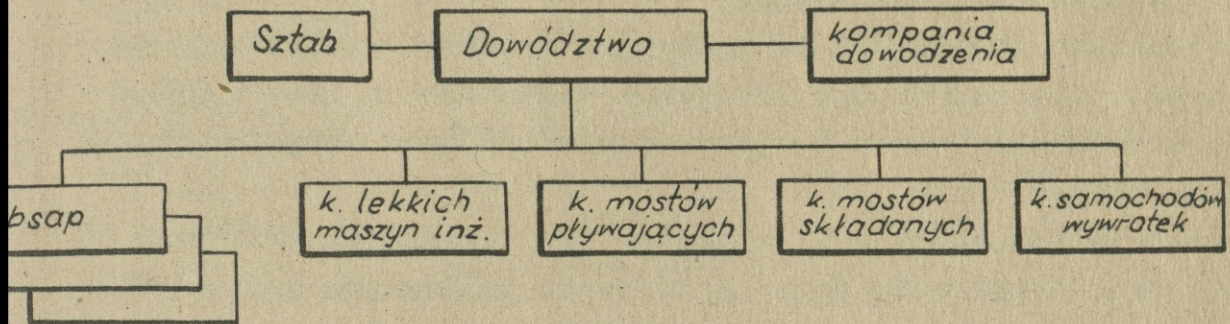 Sztab
Dowództwo
kompania
dowodzenia
bsap
k. lekkich
maszyn inż.
k. mostów
pływających
k. mostów
składanych
k. samochodów
wywrotek